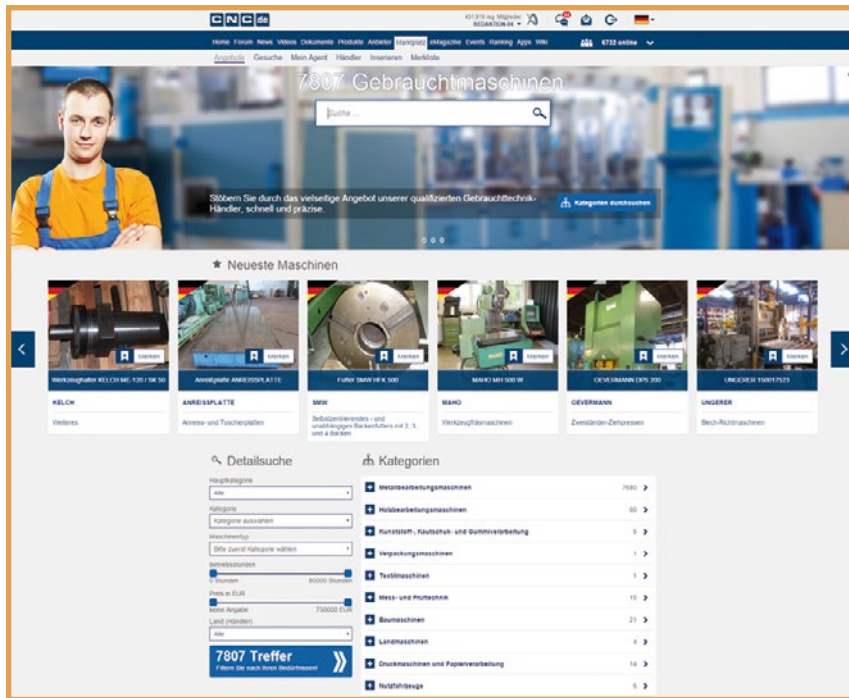 CNC de
431.816 reg. Mitglieder
REDAKTION-04
Home Forum News Videos Dokumente Produkte Anbieter Marktplatz eMagazine Events Ranking Apps Wiki
6732 online
Angebote Gesuche Mein Agent Händler Inserieren Merkliste
7807 Gebrauchtmaschinen
Suche ...
Stöbern Sie durch das vielseitige Angebot unserer qualifizierten Gebrauchttechnik-
Händler, schnell und präzise.
Kategorien durchsuchen
Neueste Maschinen
Merken Merken Merken Merken Merken Merken
Werkzeughalter KELCH ME-120 / SK 50
KELCH
Weiteres
Anreißplatte ANREISSPLATTE
ANREISSPLATTE
Anreiss- und Tuschierplatten
Futter SMW HFX 500
SMW
Selbstzentrierendes - und
unabhängiges Backenfutters mit 2, 3,
und 4 Backen
MAHO MH 500 W
MAHO
Werkzeugfräsmaschinen
OEVERMANN DPS 200
OEVERMANN
Zweiständer-Ziehpressen
UNGERER 150017523
UNGERER
Blech-Richtmaschinen
Detailsuche
Hauptkategorie
Alle
Kategorie
Kategorie auswählen
Maschinentyp
Bitte zuerst Kategorie wählen
Betriebsstunden
0 Stunden 60000 Stunden
Preis in EUR
keine Angabe 730000 EUR
Land (Händler)
Alle
7807 Treffer
Filtern Sie nach Ihren Bedürfnissen!
Kategorien
Metallbearbeitungsmaschinen 7680
Holzbearbeitungsmaschinen 60
Kunststoff-, Kautschuk- und Gummiverarbeitung 5
Verpackungsmaschinen 1
Textilmaschinen 1
Mess- und Prüftechnik 15
Baumaschinen 21
Landmaschinen 4
Druckmaschinen und Papierverarbeitung 14
Nutzfahrzeuge 5